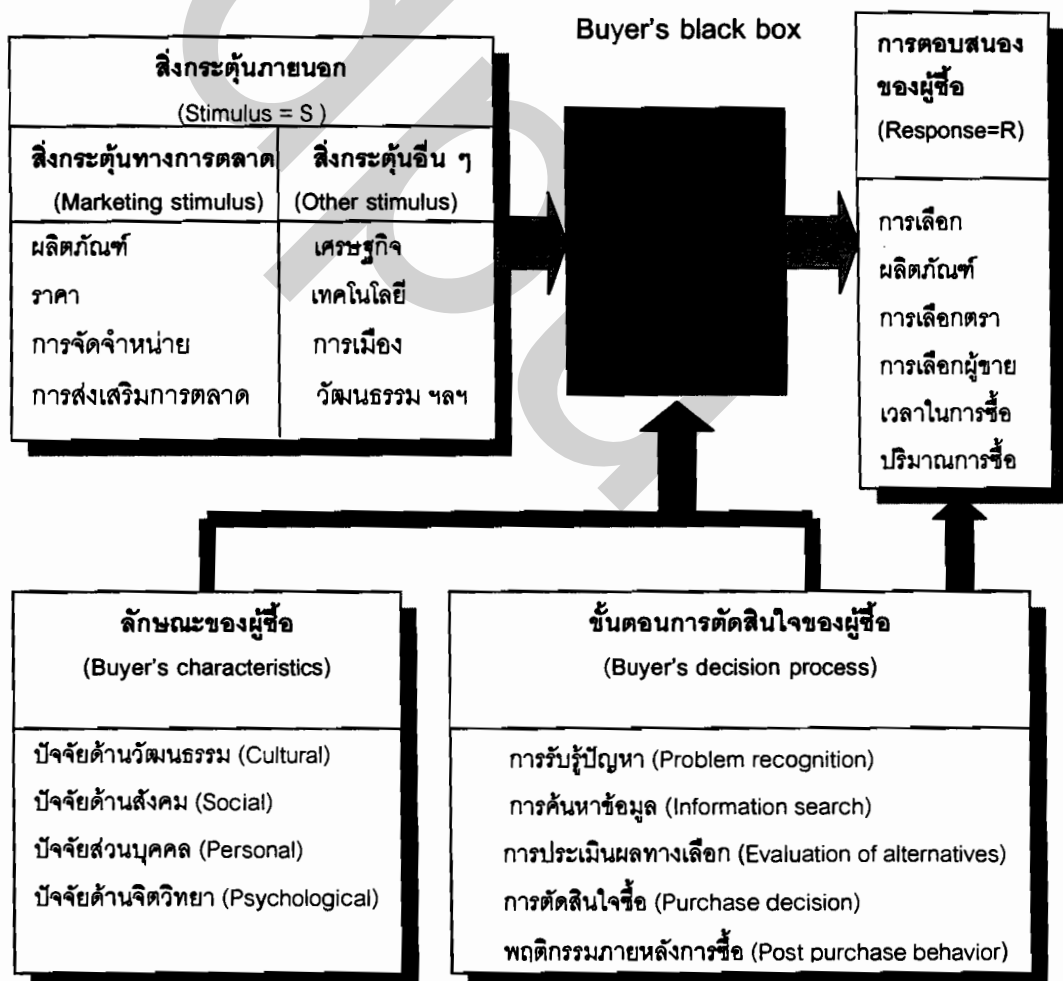 สิ่งกระตุ้นภายนอก
(Stimulus = S )
สิ่งกระตุ้นทางการตลาด
(Marketing stimulus)
สิ่งกระตุ้นอื่น ๆ
(Other stimulus)
ผลิตภัณฑ์
ราคา
การจัดจำหน่าย
การส่งเสริมการตลาด
เศรษฐกิจ
เทคโนโลยี
การเมือง
วัฒนธรรม ฯลฯ
Buyer's black box
การตอบสนอง
ของผู้ซื้อ
(Response=R)
การเลือก
ผลิตภัณฑ์
การเลือกตรา
การเลือกผู้ขาย
เวลาในการซื้อ
ปริมาณการซื้อ
ลักษณะของผู้ซื้อ
(Buyer's characteristics)
ปัจจัยด้านวัฒนธรรม (Cultural)
ปัจจัยด้านสังคม (Social)
ปัจจัยส่วนบุคคล (Personal)
ปัจจัยด้านจิตวิทยา (Psychological)
ขั้นตอนการตัดสินใจของผู้ซื้อ
(Buyer's decision process)
การรับรู้ปัญหา (Problem recognition)
การค้นหาข้อมูล (Information search)
การประเมินผลทางเลือก (Evaluation of alternatives)
การตัดสินใจซื้อ (Purchase decision)
พฤติกรรมภายหลังการซื้อ (Post purchase behavior)